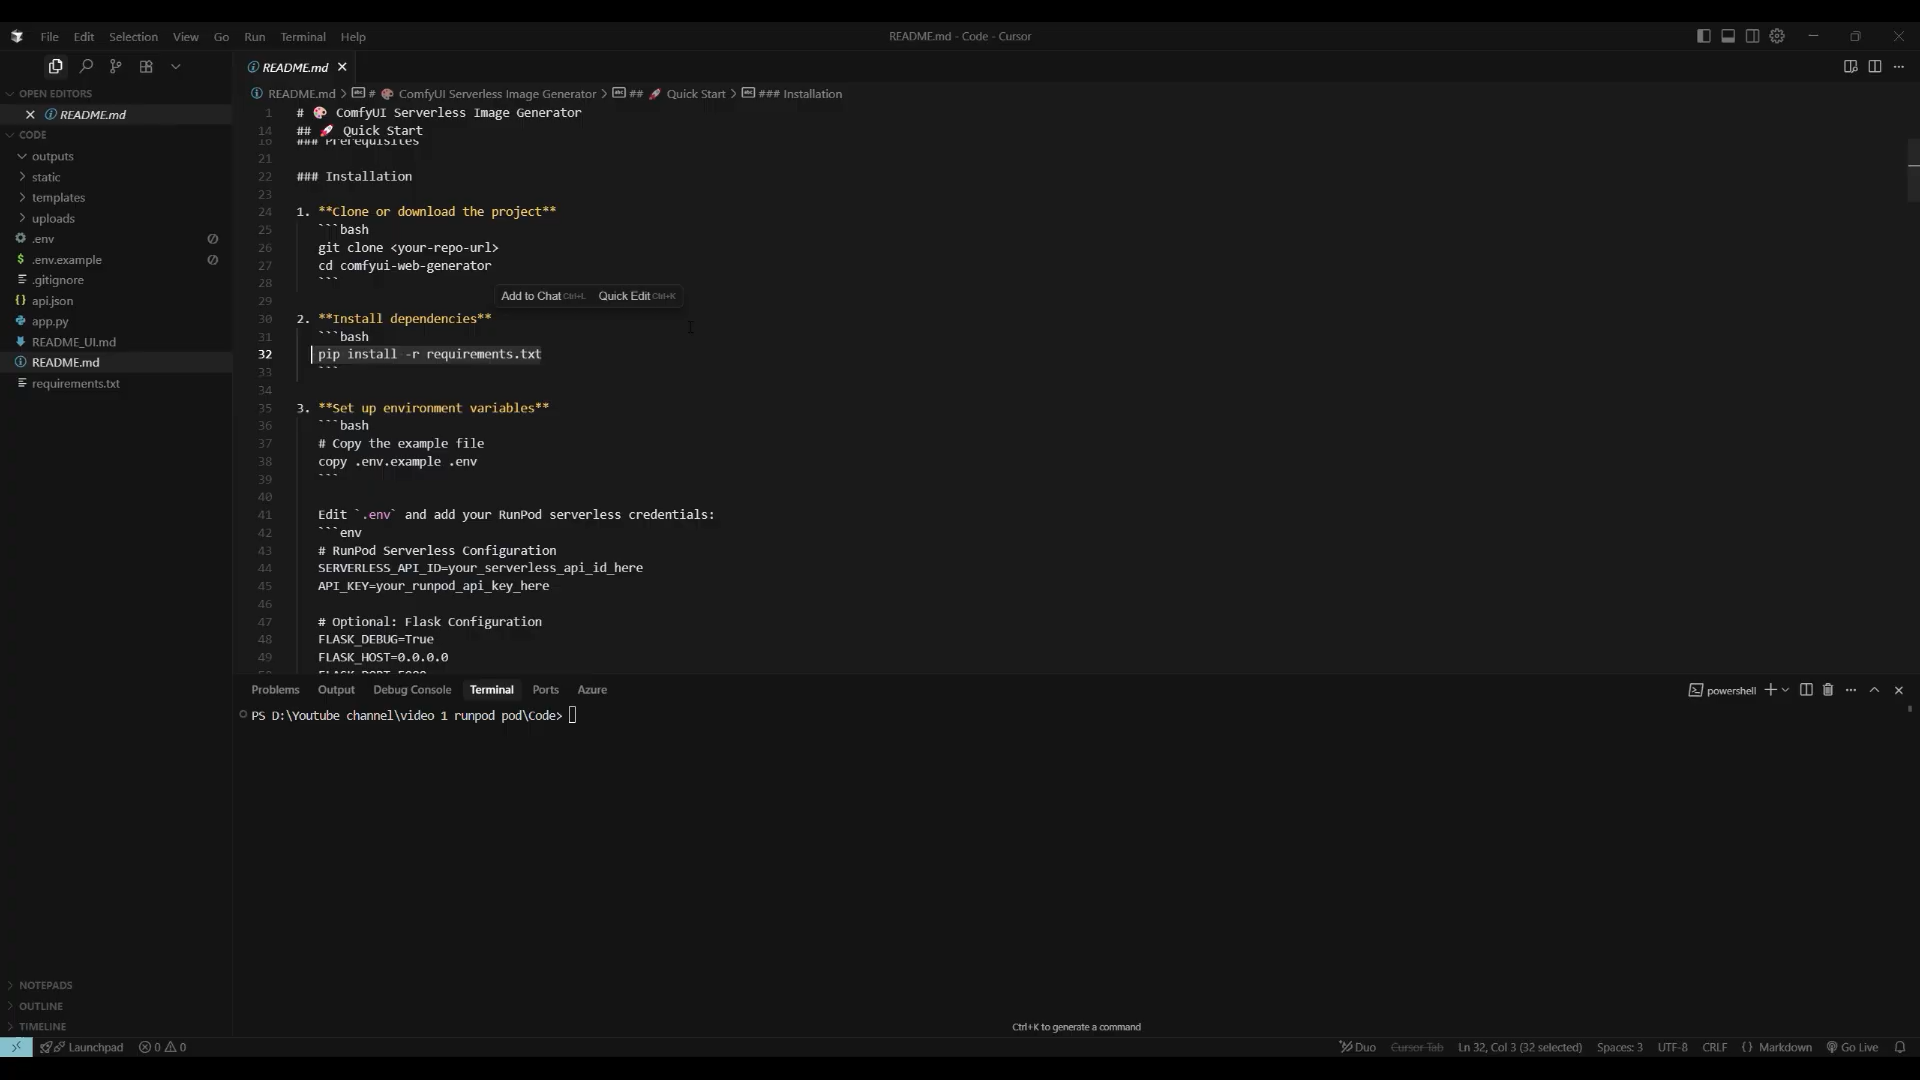 File Edit Selection View Go Run Terminal Help
README.md - Code - Cursor
OPEN EDITORS
README.md
CODE
outputs
static
templates
uploads
.env
.env.example
.gitignore
api.json
app.py
README_UI.md
README.md
requirements.txt
NOTEPADS
OUTLINE
TIMELINE
README.md
README.md > # 🎨 ComfyUI Serverless Image Generator > ## 🚀 Quick Start > ### Installation
1 # 🎨 ComfyUI Serverless Image Generator
14 ## 🚀 Quick Start
16 ### Prerequisites
21
22 ### Installation
23
24 1. **Clone or download the project**
25 ```bash
26 git clone <your-repo-url>
27 cd comfyui-web-generator
28 ```
Add to Chat Ctrl+L Quick Edit Ctrl+K
29
30 2. **Install dependencies**
31 ```bash
32 pip install -r requirements.txt
33 ```
34
35 3. **Set up environment variables**
36 ```bash
37 # Copy the example file
38 copy .env.example .env
39 ```
40
41 Edit `.env` and add your RunPod serverless credentials:
42 ```env
43 # RunPod Serverless Configuration
44 SERVERLESS_API_ID=your_serverless_api_id_here
45 API_KEY=your_runpod_api_key_here
46
47 # Optional: Flask Configuration
48 FLASK_DEBUG=True
49 FLASK_HOST=0.0.0.0
Problems Output Debug Console Terminal Ports Azure
powershell
PS D:\Youtube channel\video 1 runpod pod\Code>
Ctrl+K to generate a command
Launchpad 0 0
Duo Cursor Tab Ln 32, Col 3 (32 selected) Spaces: 3 UTF-8 CRLF {} Markdown Go Live